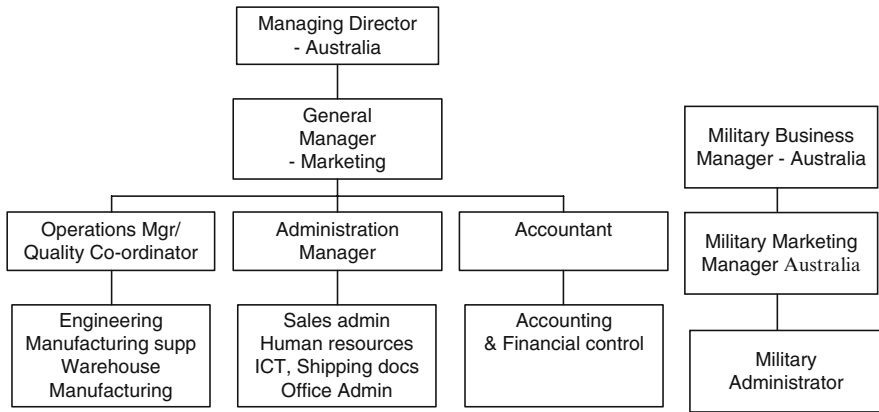 Managing Director
- Australia
General
Manager
- Marketing
Operations Mgr/
Quality Co-ordinator
Administration
Manager
Accountant
Engineering
Manufacturing supp
Warehouse
Manufacturing
Sales admin
Human resources
ICT, Shipping docs
Office Admin
Accounting
& Financial control
Military Business
Manager - Australia
Military Marketing
Manager Australia
Military
Administrator